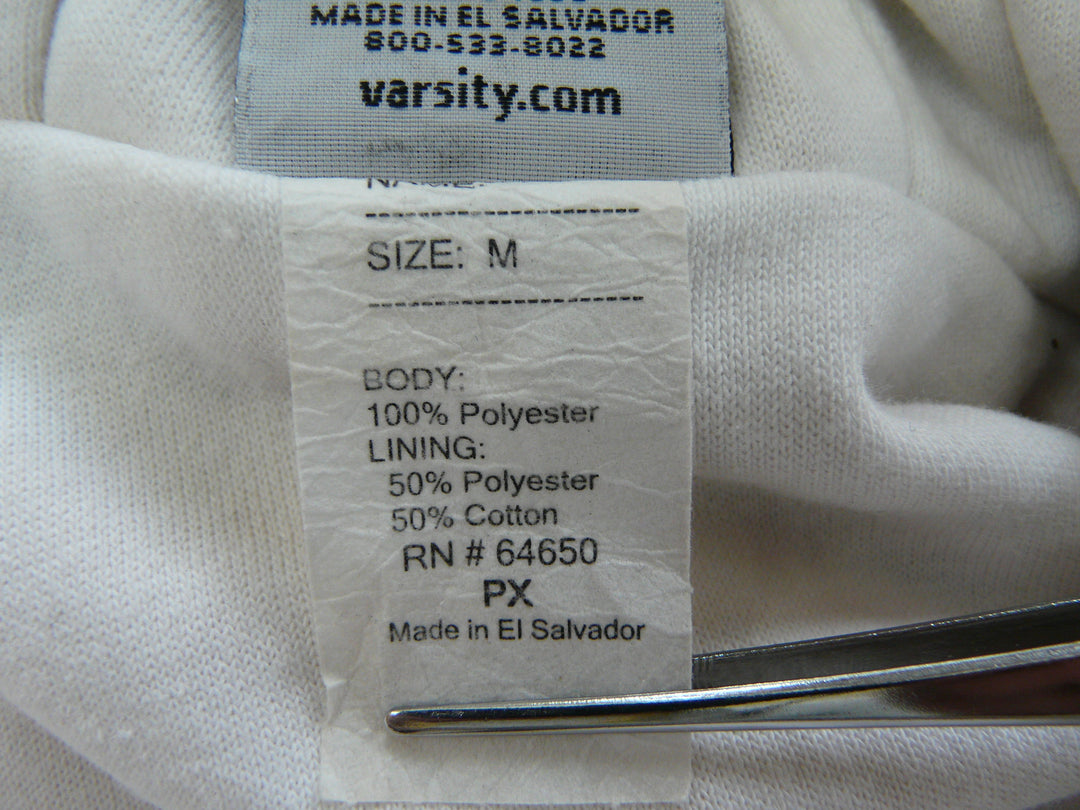 MADE IN EL SALVADOR
800-533-8022
varsity.com
NAME:
SIZE: M
BODY:
100% Polyester
LINING:
50% Polyester
50% Cotton
RN # 64650
PX
Made in El Salvador